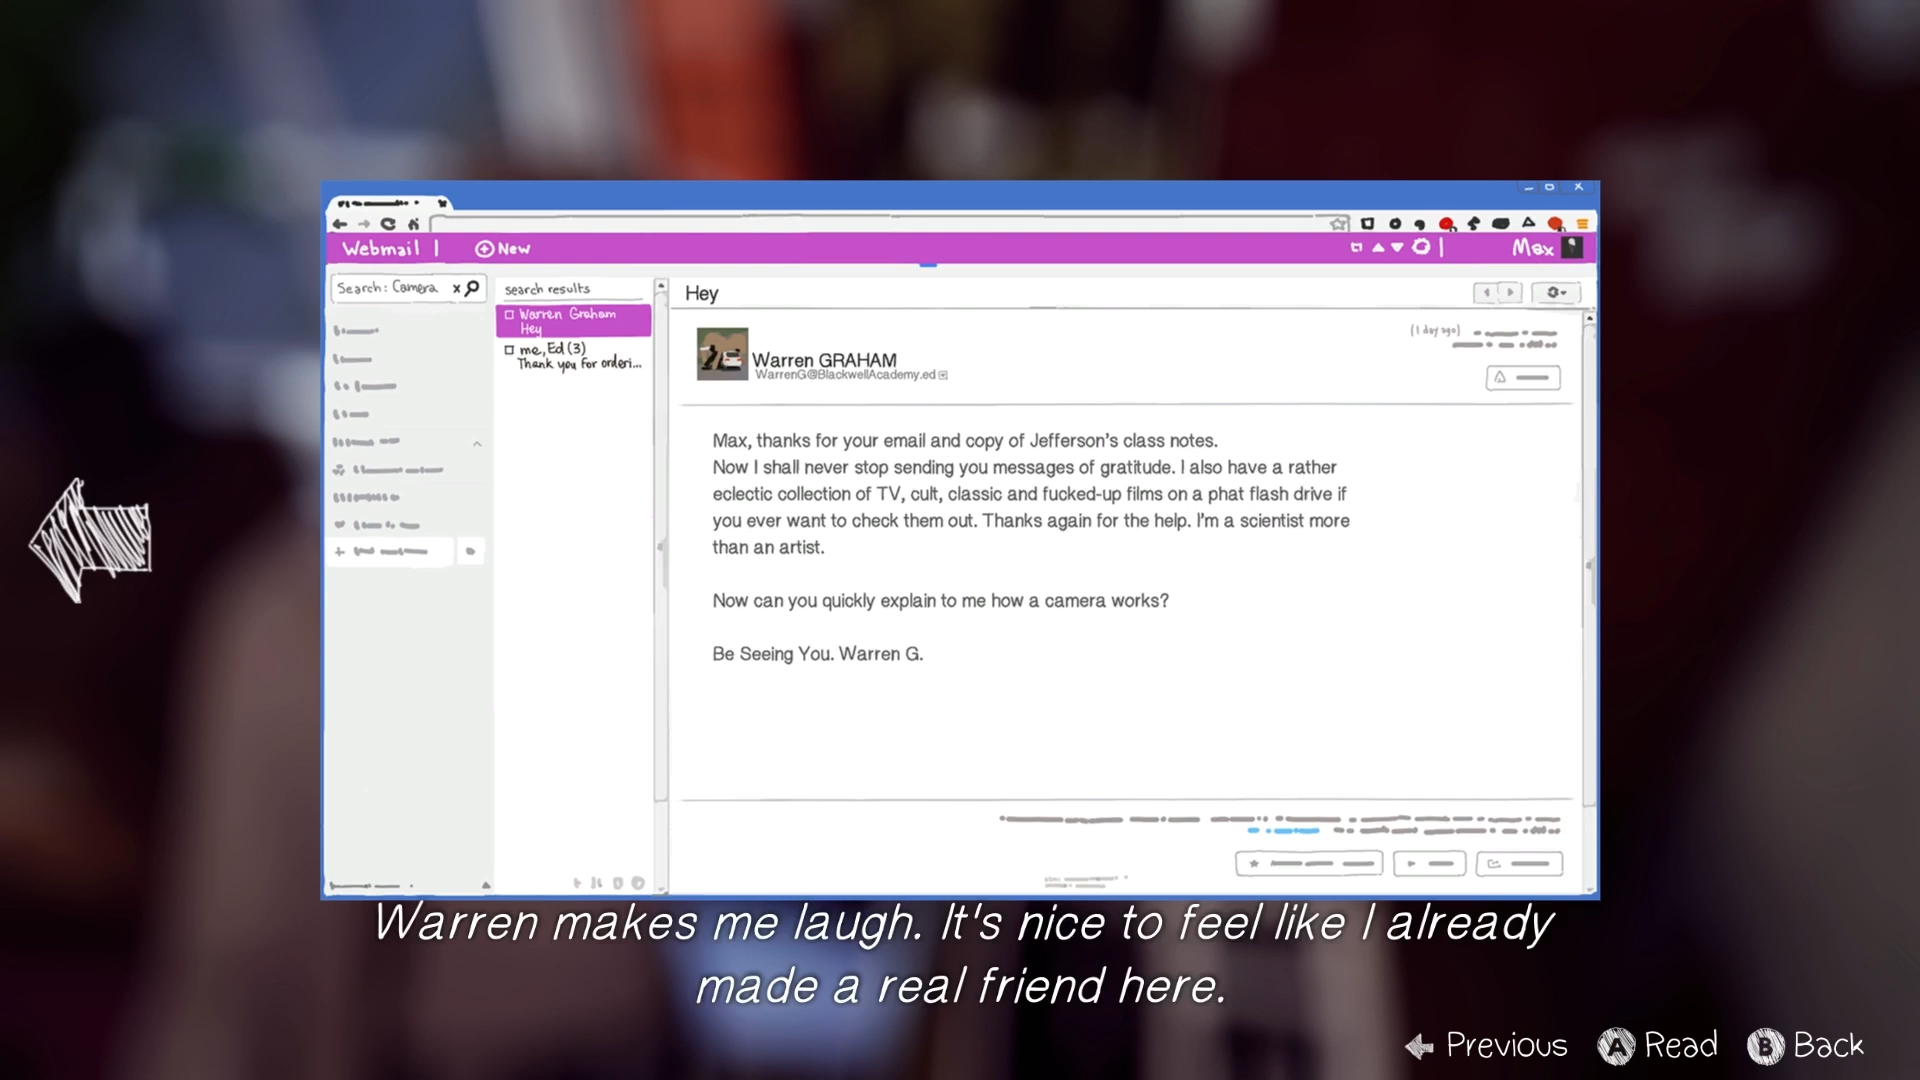 Webmail | New
Max
Search: Camera x
search results
Warren Graham
Hey
me, Ed (3)
Thank you for orderi...
Hey
(1 day ago)
Warren GRAHAM
WarrenG@BlackwellAcademy.ed
Max, thanks for your email and copy of Jefferson's class notes.
Now I shall never stop sending you messages of gratitude. I also have a rather
eclectic collection of TV, cult, classic and fucked-up films on a phat flash drive if
you ever want to check them out. Thanks again for the help. I'm a scientist more
than an artist.
Now can you quickly explain to me how a camera works?
Be Seeing You. Warren G.
Warren makes me laugh. It's nice to feel like I already
made a real friend here.
Previous A Read B Back